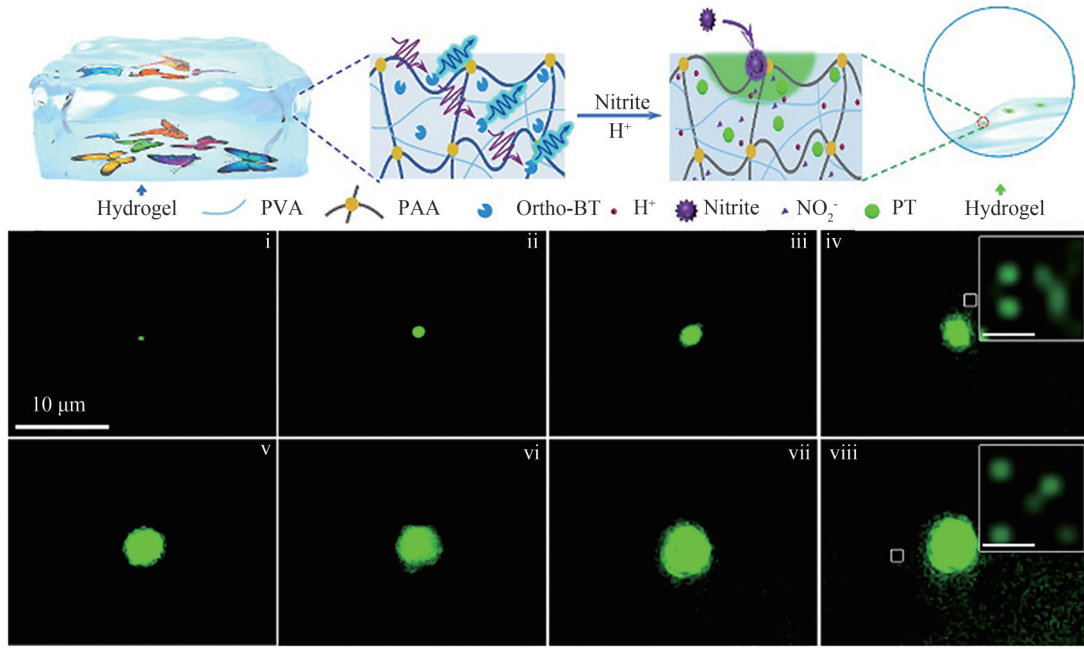 Nitrite
H⁺
Hydrogel PVA PAA Ortho-BT H⁺ Nitrite NO₂⁻ PT Hydrogel
i ii iii iv
10 μm
v vi vii viii